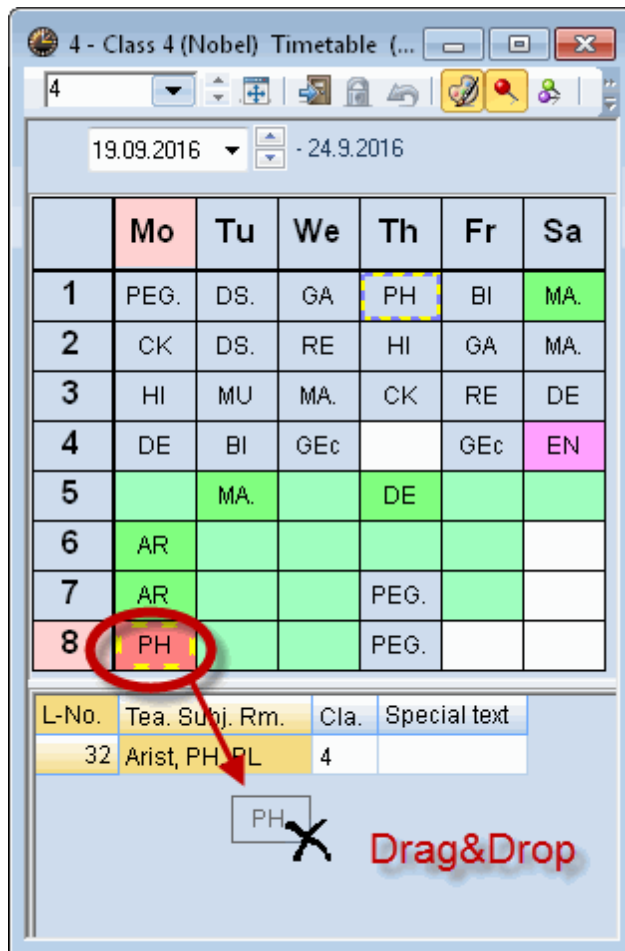 4 - Class 4 (Nobel) Timetable (...
4
19.09.2016 - 24.9.2016
Mo Tu We Th Fr Sa
1 PEG. DS. GA PH BI MA.
2 CK DS. RE HI GA MA.
3 HI MU MA. CK RE DE
4 DE BI GEc GEc EN
5 MA. DE
6 AR
7 AR PEG.
8 PH PEG.
L-No. Tea. Subj. Rm. Cla. Special text
32 Arist, PH, PL 4
PH
Drag&Drop